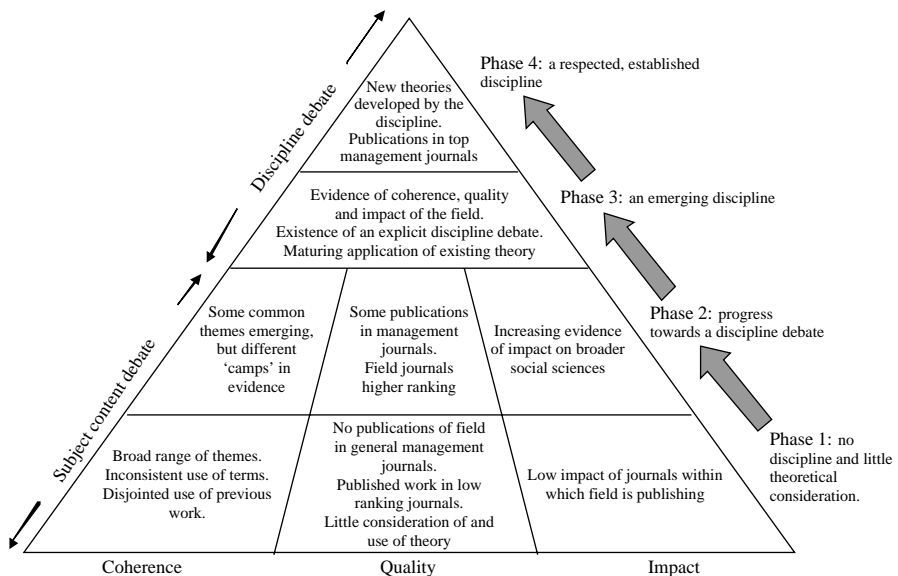 Discipline debate
New theories
developed by the
discipline.
Publications in top
management journals
Phase 4: a respected, established
discipline
Evidence of coherence, quality
and impact of the field.
Existence of an explicit discipline debate.
Maturing application of existing theory
Phase 3: an emerging discipline
Subject content debate
Some common
themes emerging,
but different
‘camps’ in
evidence
Some publications
in management
journals.
Field journals
higher ranking
Increasing evidence
of impact on broader
social sciences
Phase 2: progress
towards a discipline debate
Broad range of themes.
Inconsistent use of terms.
Disjointed use of previous
work.
No publications of field
in general management
journals.
Published work in low
ranking journals.
Little consideration of and
use of theory
Low impact of journals within
which field is publishing
Phase 1: no
discipline and little
theoretical
consideration.
Coherence
Quality
Impact